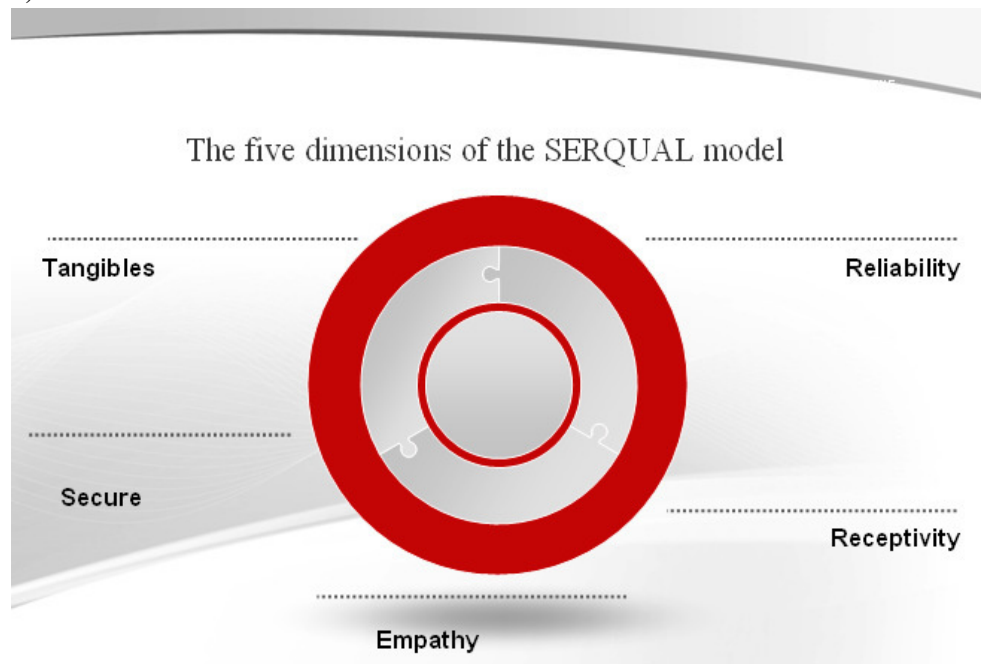 The five dimensions of the SERQUAL model
Tangibles
Reliability
Secure
Receptivity
Empathy